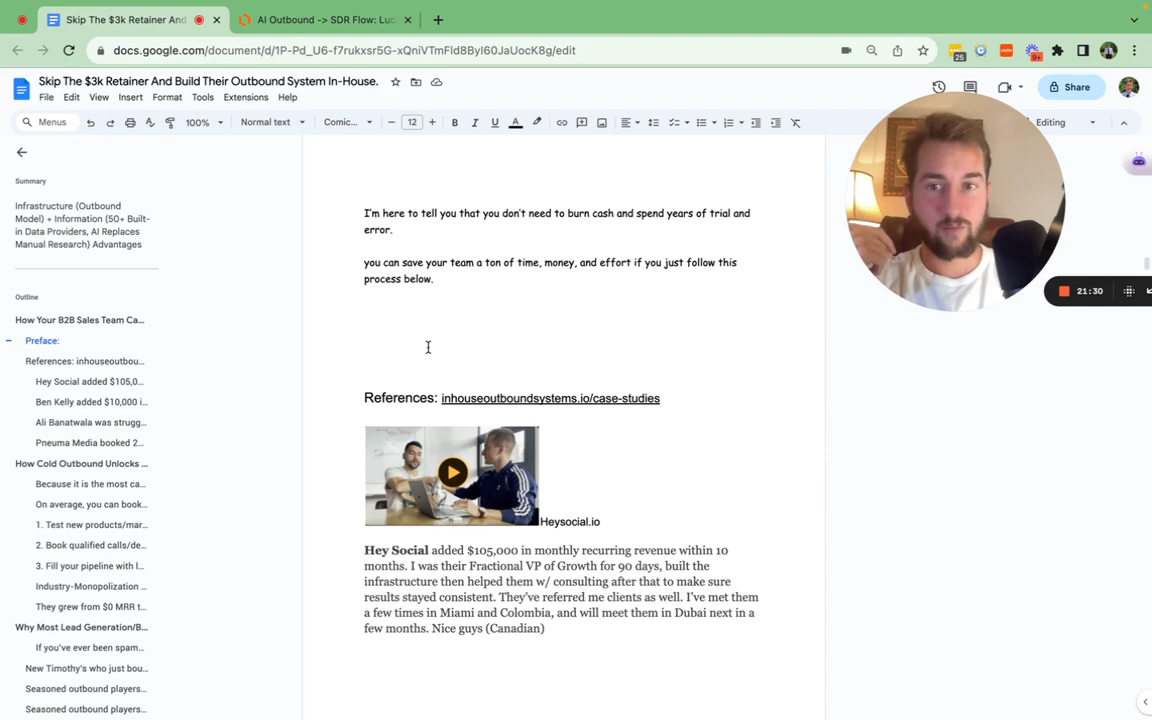 Skip The $3k Retainer And
AI Outbound -> SDR Flow: Luc
docs.google.com/document/d/1P-Pd_U6-f7rukxsr5G-xQniVTmFld8ByI60JaUocK8g/edit
25
9+
Skip The $3k Retainer And Build Their Outbound System In-House.
File Edit View Insert Format Tools Extensions Help
Share
Menus
100%
Normal text
Comic...
12
B I U A
Editing
Summary
Infrastructure (Outbound
Model) + Information (50+ Built-
in Data Providers, AI Replaces
Manual Research) Advantages
Outline
How Your B2B Sales Team Ca...
Preface:
References: inhouseoutbou...
Hey Social added $105,0...
Ben Kelly added $10,000 i...
Ali Banatwala was strugg...
Pneuma Media booked 2...
How Cold Outbound Unlocks ...
Because it is the most ca...
On average, you can book...
1. Test new products/mar...
2. Book qualified calls/de...
3. Fill your pipeline with l...
Industry-Monopolization ...
They grew from $0 MRR t...
Why Most Lead Generation/B...
If you've ever been spam...
New Timothy's who just bou...
Seasoned outbound players...
Seasoned outbound players...
I'm here to tell you that you don't need to burn cash and spend years of trial and
error.
you can save your team a ton of time, money, and effort if you just follow this
process below.
References: inhouseoutboundsystems.io/case-studies
Heysocial.io
Hey Social added $105,000 in monthly recurring revenue within 10
months. I was their Fractional VP of Growth for 90 days, built the
infrastructure then helped them w/ consulting after that to make sure
results stayed consistent. They've referred me clients as well. I've met them
a few times in Miami and Colombia, and will meet them in Dubai next in a
few months. Nice guys (Canadian)
21:30